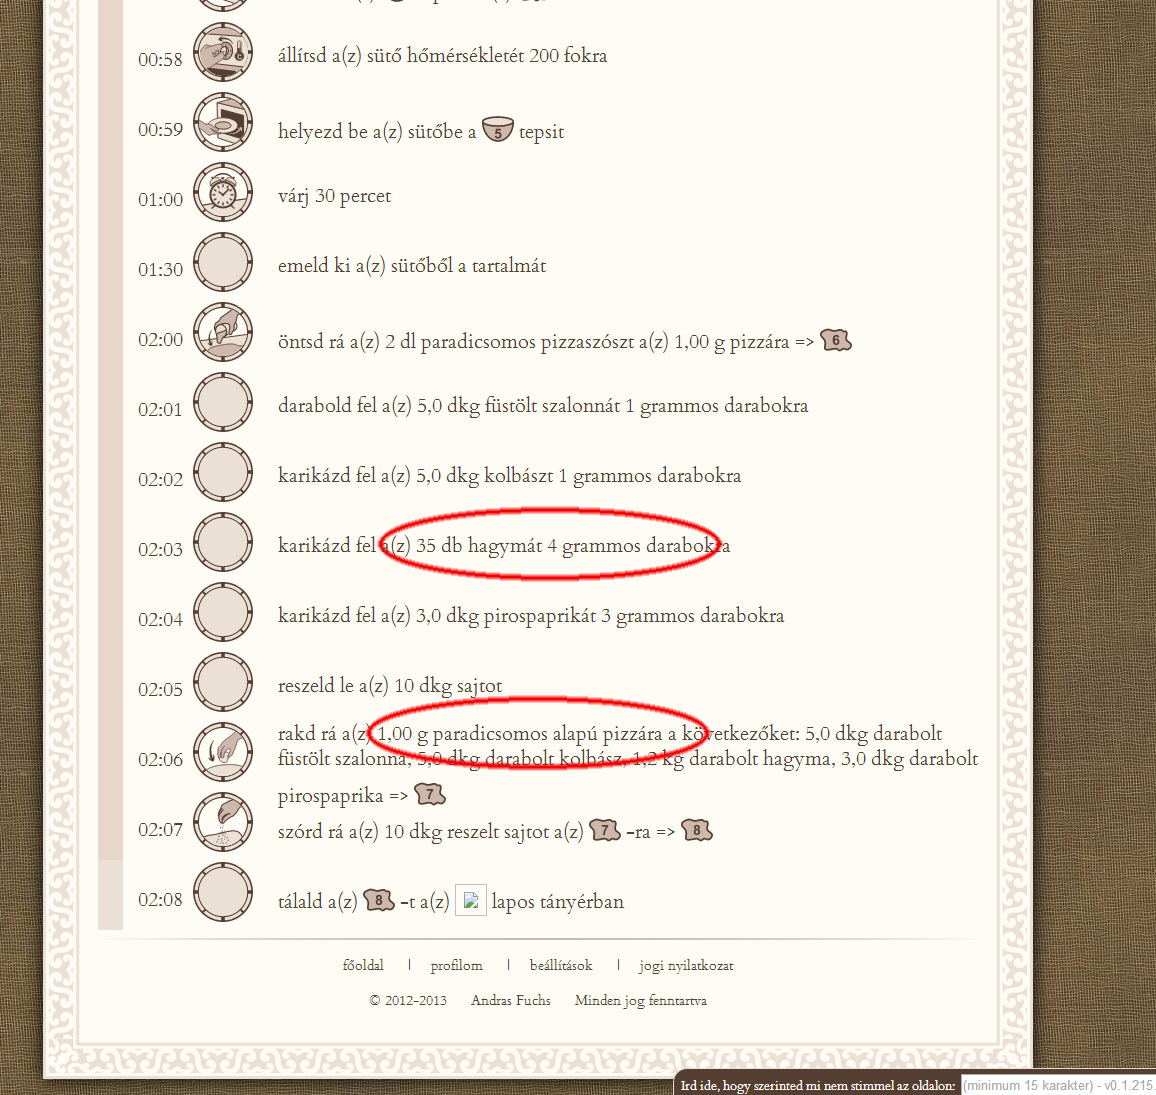 00:58 állítsd a(z) sütő hőmérsékletét 200 fokra
00:59 helyezd be a(z) sütőbe a 5 tepsit
01:00 várj 30 percet
01:30 emeld ki a(z) sütőből a tartalmát
02:00 öntsd rá a(z) 2 dl paradicsomos pizzaszószt a(z) 1,00 g pizzára => 6
02:01 darabold fel a(z) 5,0 dkg füstölt szalonnát 1 grammos darabokra
02:02 karikázd fel a(z) 5,0 dkg kolbászt 1 grammos darabokra
02:03 karikázd fel a(z) 35 db hagymát 4 grammos darabokra
02:04 karikázd fel a(z) 3,0 dkg pirospaprikát 3 grammos darabokra
02:05 reszeld le a(z) 10 dkg sajtot
rakd rá a(z) 1,00 g paradicsomos alapú pizzára a következőket: 5,0 dkg darabolt
02:06 füstölt szalonna, 5,0 dkg darabolt kolbász, 1,2 kg darabolt hagyma, 3,0 dkg darabolt
pirospaprika => 7
02:07 szórd rá a(z) 10 dkg reszelt sajtot a(z) 7 -ra => 8
02:08 tálald a(z) 8 -t a(z) lapos tányérban
főoldal | profilom | beállítások | jogi nyilatkozat
© 2012-2013 Andras Fuchs Minden jog fenntartva
Ird ide, hogy szerinted mi nem stimmel az oldalon: (minimum 15 karakter) - v0.1.215.